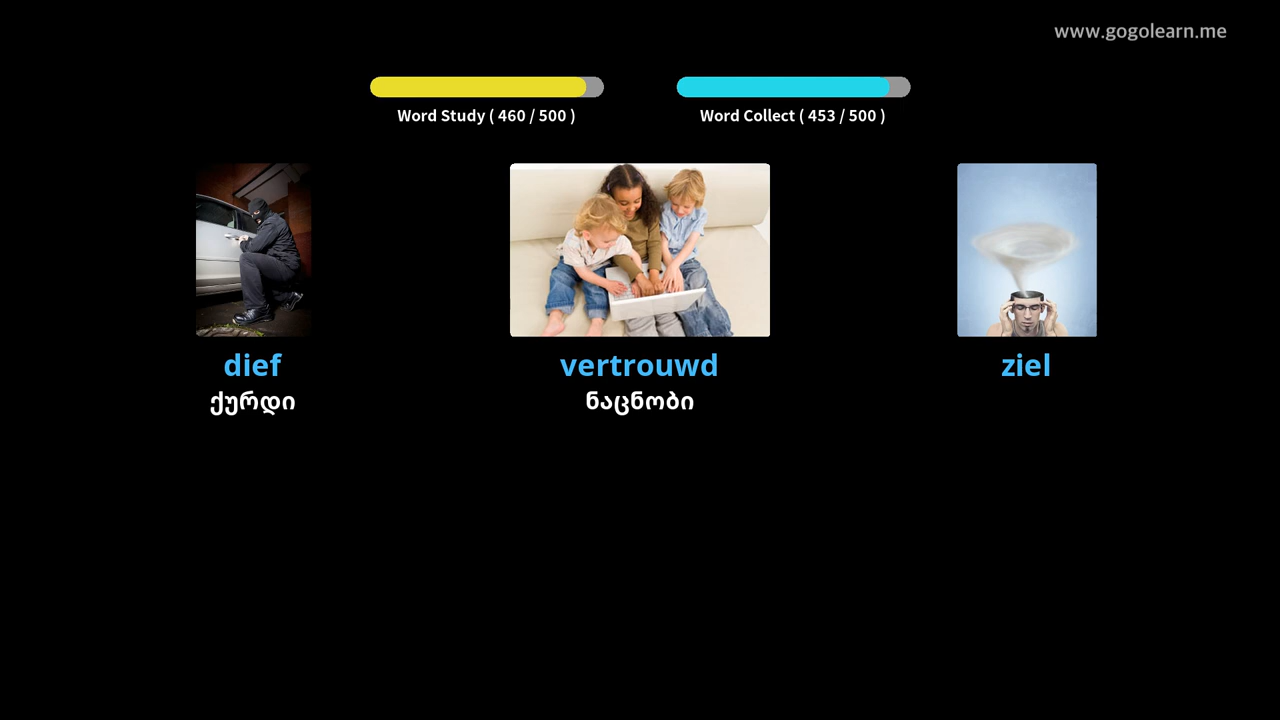 www.gogolearn.me
Word Study ( 460 / 500 )
Word Collect ( 453 / 500 )
dief
ქურდი
vertrouwd
ნაცნობი
ziel